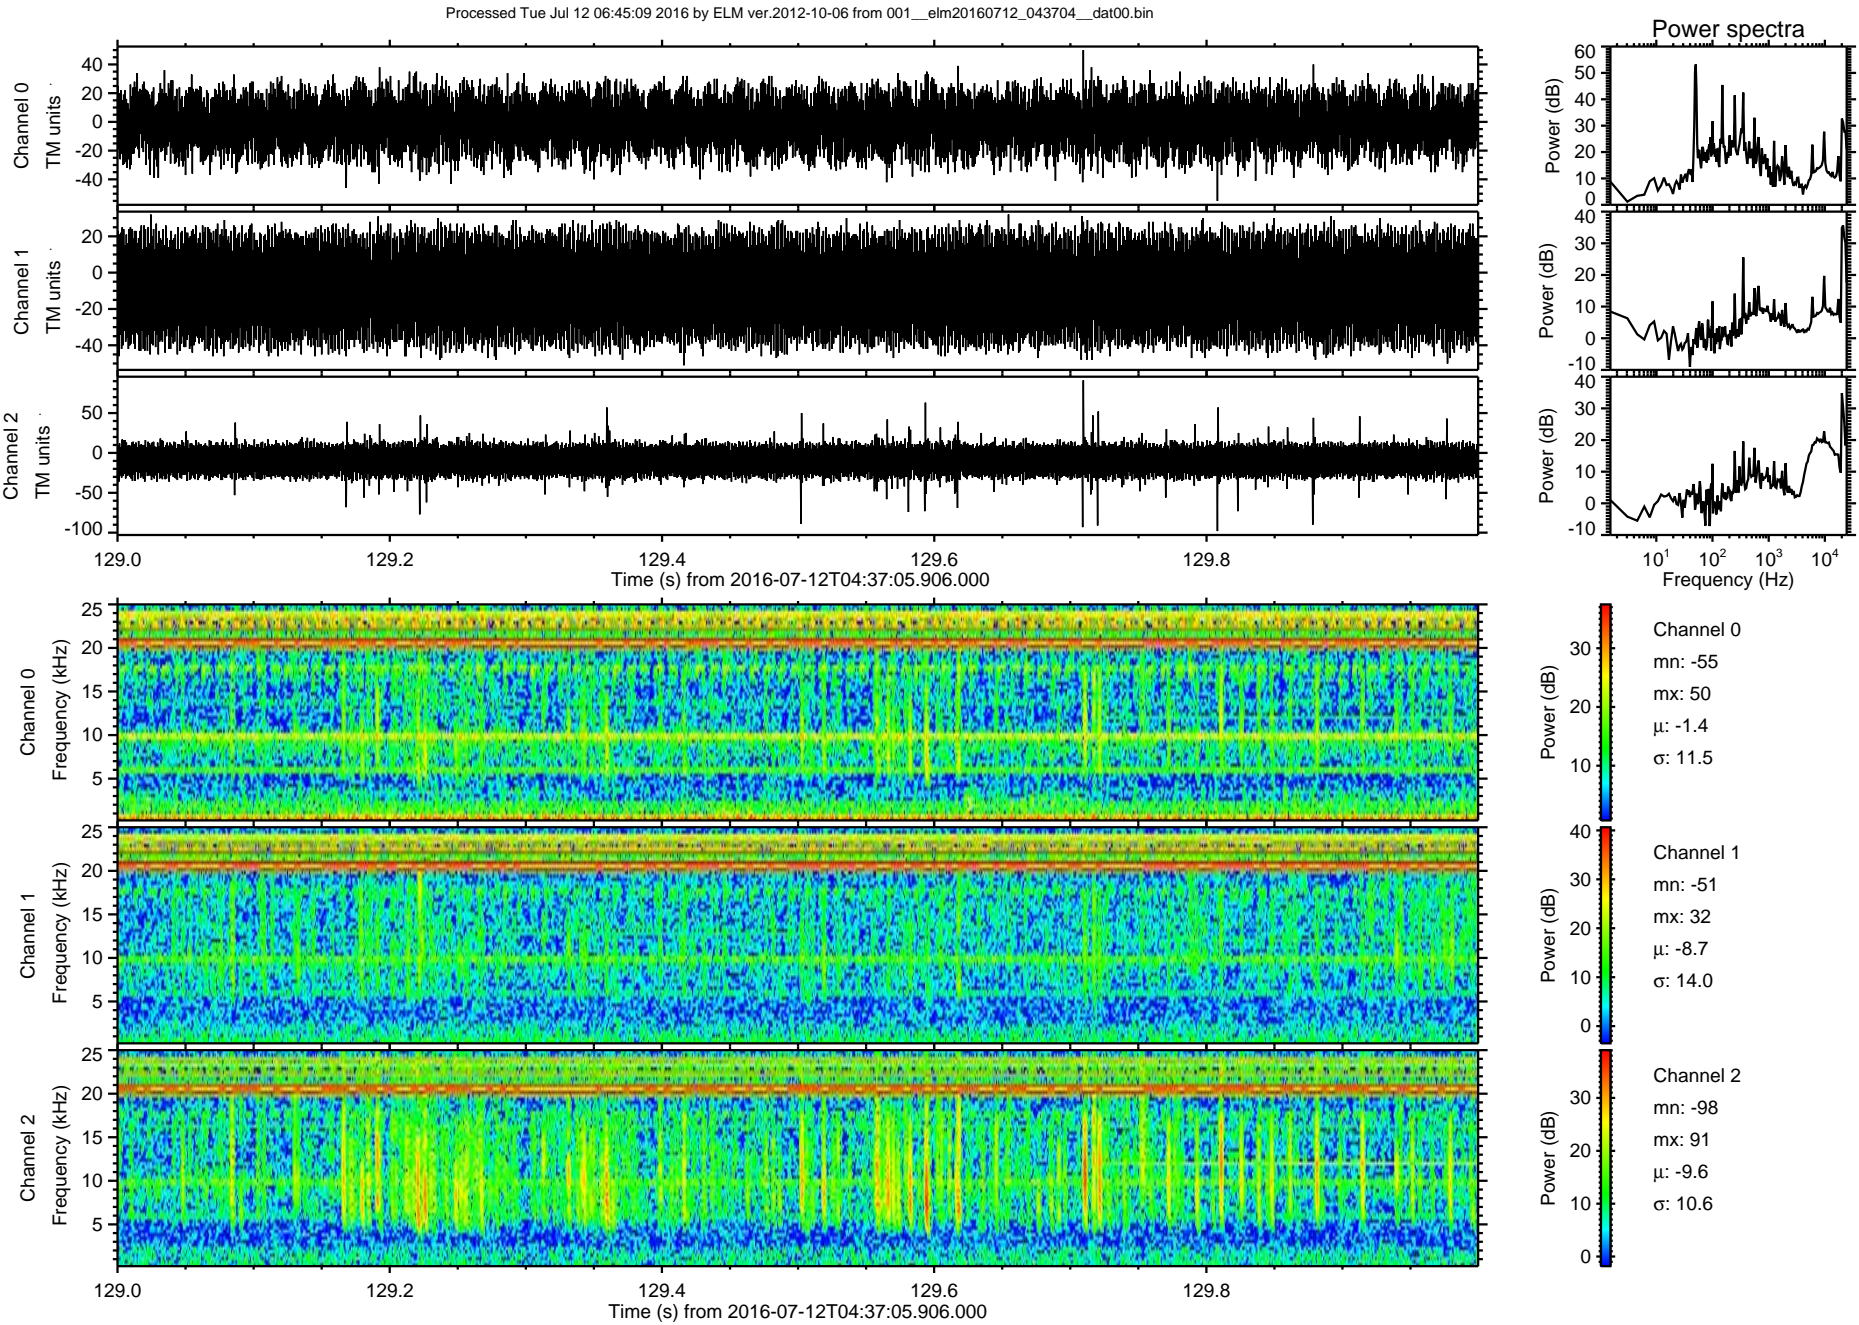 Processed Tue Jul 12 06:45:09 2016 by ELM ver.2012-10-06 from 001__elm20160712_043704__dat00.bin
Power spectra
Channel 0
TM units
40
20
0
-20
-40
Power (dB)
60
50
40
30
20
10
0
Channel 1
TM units
20
0
-20
-40
Power (dB)
40
30
20
10
0
-10
Channel 2
TM units
50
0
-50
-100
Power (dB)
40
30
20
10
0
-10
129.0 129.2 129.4 129.6 129.8
Time (s) from 2016-07-12T04:37:05.906.000
10^1 10^2 10^3 10^4
Frequency (Hz)
Channel 0
Frequency (kHz)
25
20
15
10
5
Power (dB)
30
20
10
Channel 0
mn: -55
mx: 50
μ: -1.4
σ: 11.5
Channel 1
Frequency (kHz)
25
20
15
10
5
Power (dB)
40
30
20
10
0
Channel 1
mn: -51
mx: 32
μ: -8.7
σ: 14.0
Channel 2
Frequency (kHz)
25
20
15
10
5
Power (dB)
30
20
10
0
Channel 2
mn: -98
mx: 91
μ: -9.6
σ: 10.6
129.0 129.2 129.4 129.6 129.8
Time (s) from 2016-07-12T04:37:05.906.000